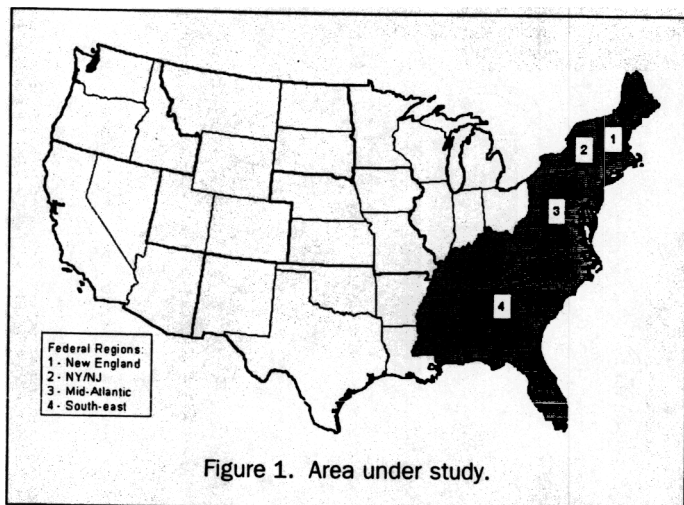 1
2
3
4
Federal Regions:
1 - New England
2 - NY/NJ
3 - Mid-Atlantic
4 - South-east
Figure 1. Area under study.